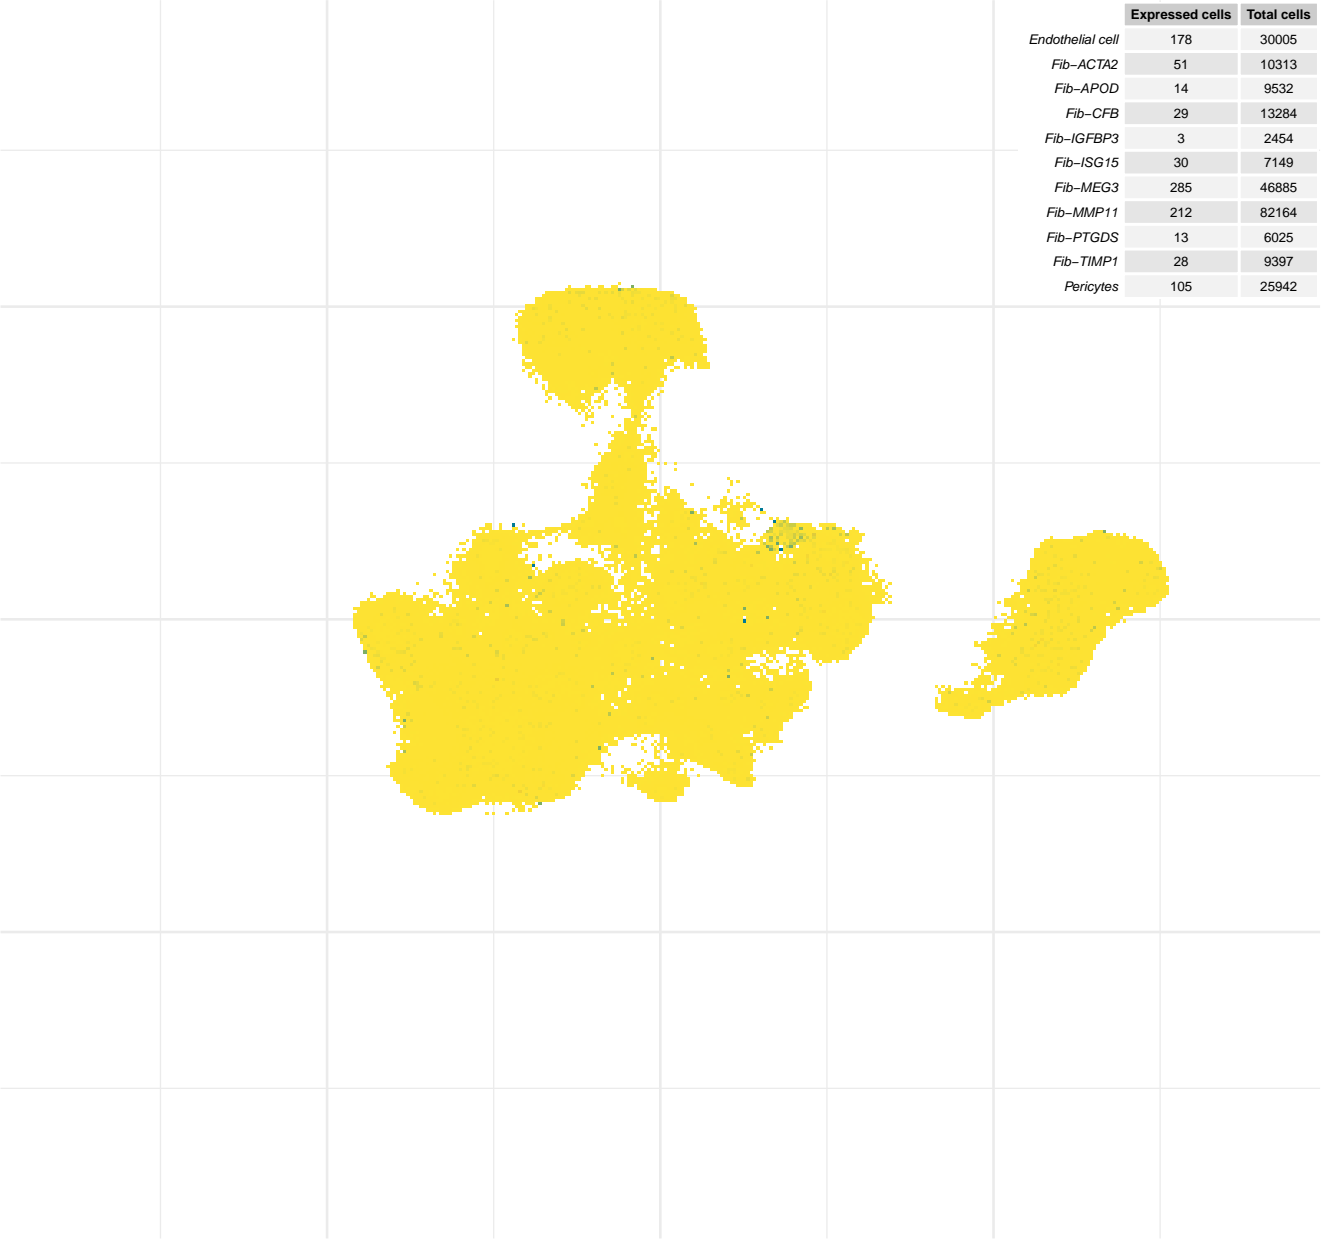 Expressed cells Total cells
Endothelial cell 178 30005
Fib−ACTA2 51 10313
Fib−APOD 14 9532
Fib−CFB 29 13284
Fib−IGFBP3 3 2454
Fib−ISG15 30 7149
Fib−MEG3 285 46885
Fib−MMP11 212 82164
Fib−PTGDS 13 6025
Fib−TIMP1 28 9397
Pericytes 105 25942